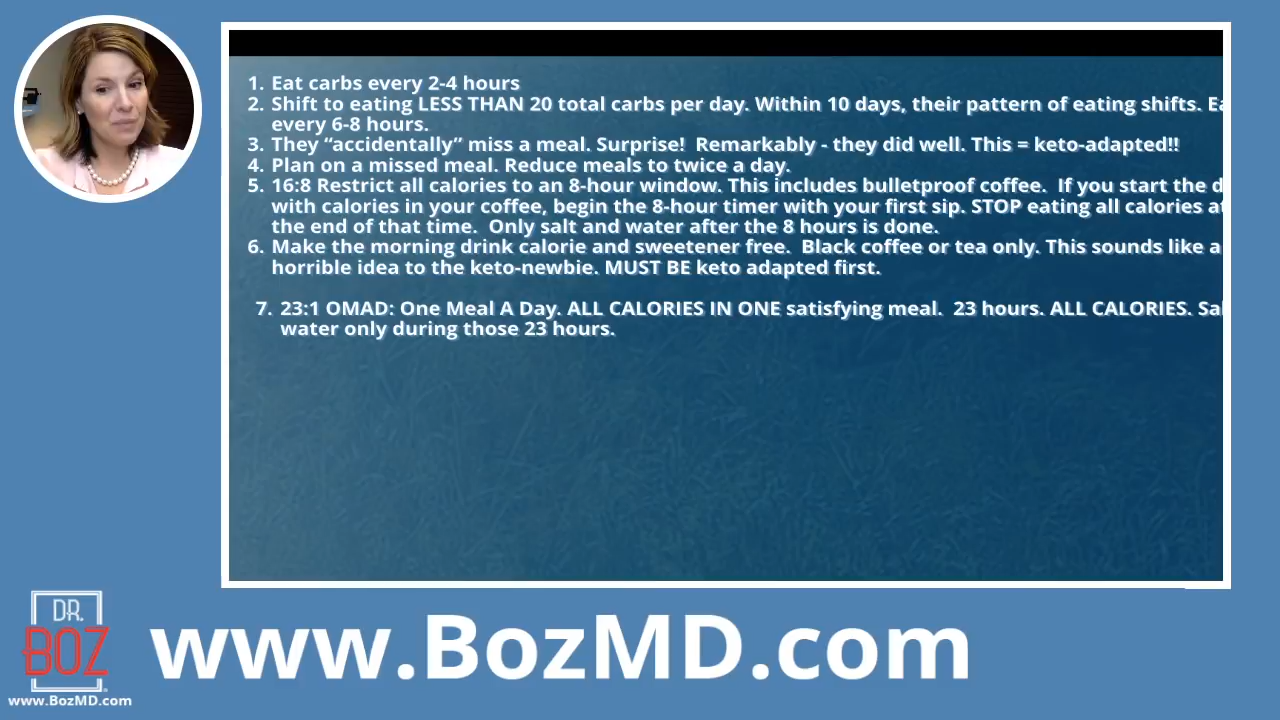 1. Eat carbs every 2-4 hours
2. Shift to eating LESS THAN 20 total carbs per day. Within 10 days, their pattern of eating shifts.
every 6-8 hours.
3. They “accidentally” miss a meal. Surprise!  Remarkably - they did well. This = keto-adapted!!
4. Plan on a missed meal. Reduce meals to twice a day.
5. 16:8 Restrict all calories to an 8-hour window. This includes bulletproof coffee.  If you start the
with calories in your coffee, begin the 8-hour timer with your first sip. STOP eating all calories at
the end of that time.  Only salt and water after the 8 hours is done.
6. Make the morning drink calorie and sweetener free.  Black coffee or tea only. This sounds like a
horrible idea to the keto-newbie. MUST BE keto adapted first.
7. 23:1 OMAD: One Meal A Day. ALL CALORIES IN ONE satisfying meal.  23 hours. ALL CALORIES.
water only during those 23 hours.
DR.
BOZ
www.BozMD.com
www.BozMD.com